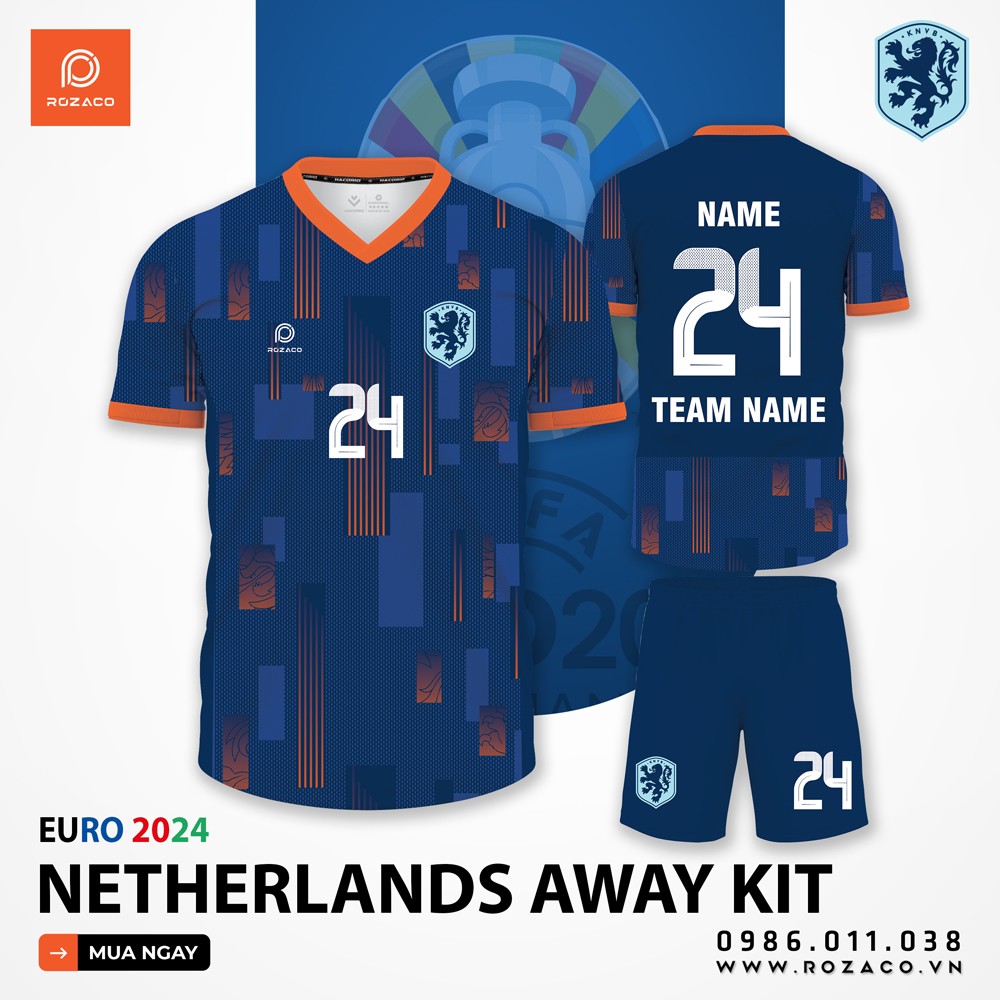 ROZACO
KNVB
NAME
24
TEAM NAME
ROZACO
24
24
EURO 2024
NETHERLANDS AWAY KIT
MUA NGAY
0986.011.038
WWW.ROZACO.VN